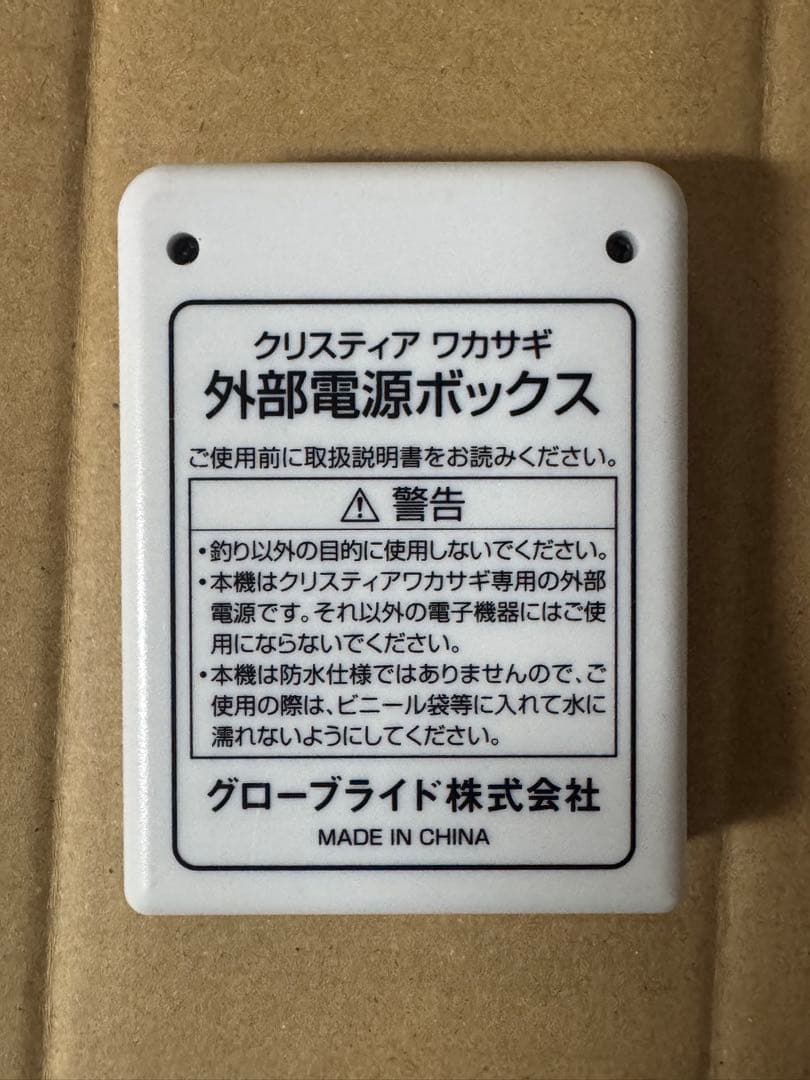 クリスティア ワカサギ
外部電源ボックス
ご使用前に取扱説明書をお読みください。
⚠ 警告
・釣り以外の目的に使用しないでください。
・本機はクリスティアワカサギ専用の外部
電源です。それ以外の電子機器にはご使
用にならないでください。
・本機は防水仕様ではありませんので、ご
使用の際は、ビニール袋等に入れて水に
濡れないようにしてください。
グローブライド株式会社
MADE IN CHINA